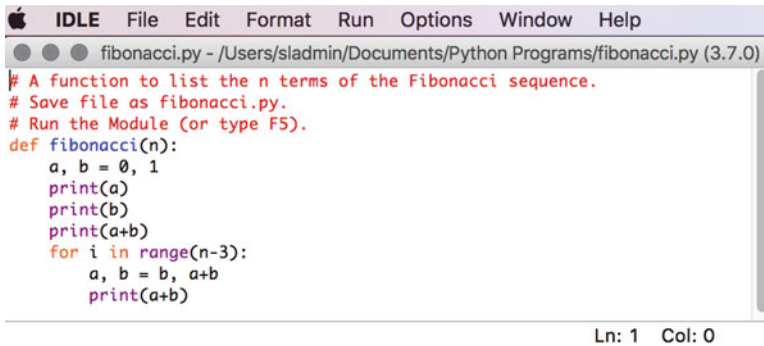 IDLE File Edit Format Run Options Window Help
fibonacci.py - /Users/sladmin/Documents/Python Programs/fibonacci.py (3.7.0)
# A function to list the n terms of the Fibonacci sequence.
# Save file as fibonacci.py.
# Run the Module (or type F5).
def fibonacci(n):
    a, b = 0, 1
    print(a)
    print(b)
    print(a+b)
    for i in range(n-3):
        a, b = b, a+b
        print(a+b)
Ln: 1 Col: 0